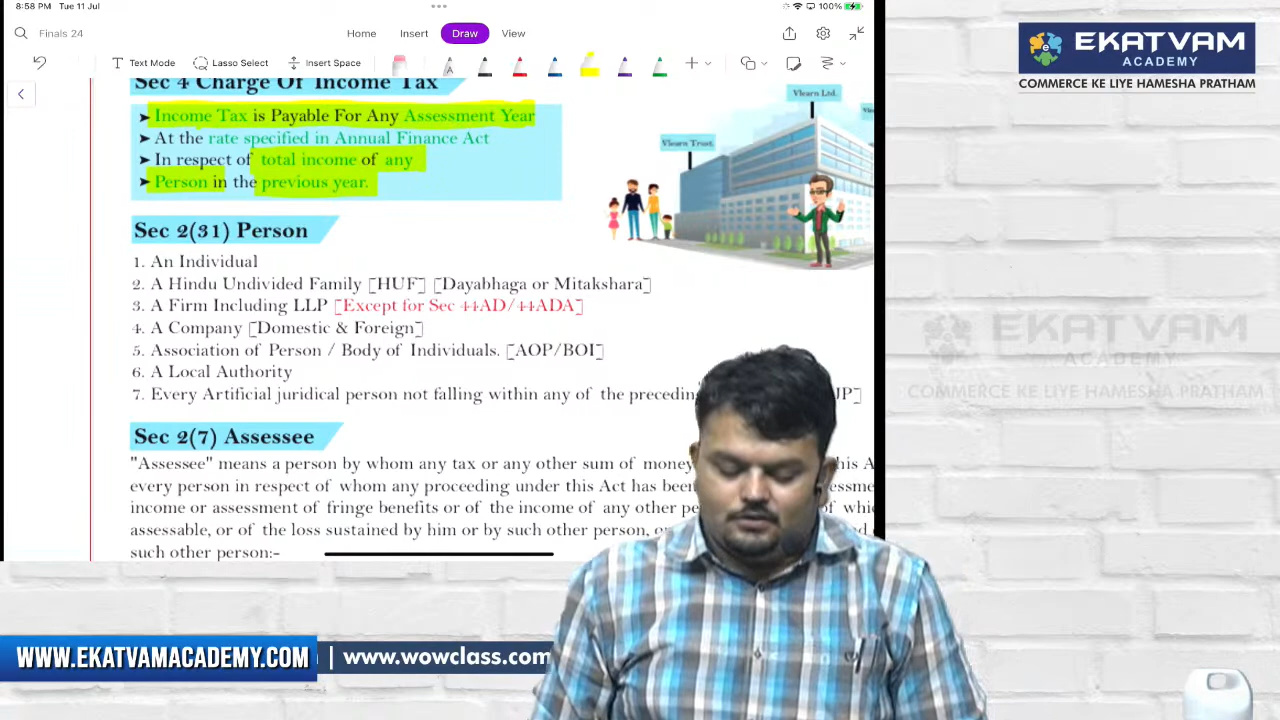 8:58 PM Tue 11 Jul
100%
Finals 24
Home Insert Draw View
Text Mode Lasso Select Insert Space
Sec 4 Charge Of Income Tax
➤ Income Tax is Payable For Any Assessment Year
➤ At the rate specified in Annual Finance Act
➤ In respect of total income of any
➤ Person in the previous year.
Vlearn Ltd.
Vlearn Trust.
Sec 2(31) Person
1. An Individual
2. A Hindu Undivided Family [HUF] [Dayabhaga or Mitakshara]
3. A Firm Including LLP [Except for Sec 44AD/44ADA]
4. A Company [Domestic & Foreign]
5. Association of Person / Body of Individuals. [AOP/BOI]
6. A Local Authority
7. Every Artificial juridical person not falling within any of the
Sec 2(7) Assessee
"Assessee" means a person by whom any tax or any other sum of money
every person in respect of whom any proceeding under this Act has been
income or assessment of fringe benefits or of the income of any other
assessable, or of the loss sustained by him or by such other person,
such other person:-
EKATVAM
ACADEMY
COMMERCE KE LIYE HAMESHA PRATHAM
EKATVAM
ACADEMY
COMMERCE KE LIYE HAMESHA PRATHAM
WWW.EKATVAMACADEMY.COM | www.wowclass.com